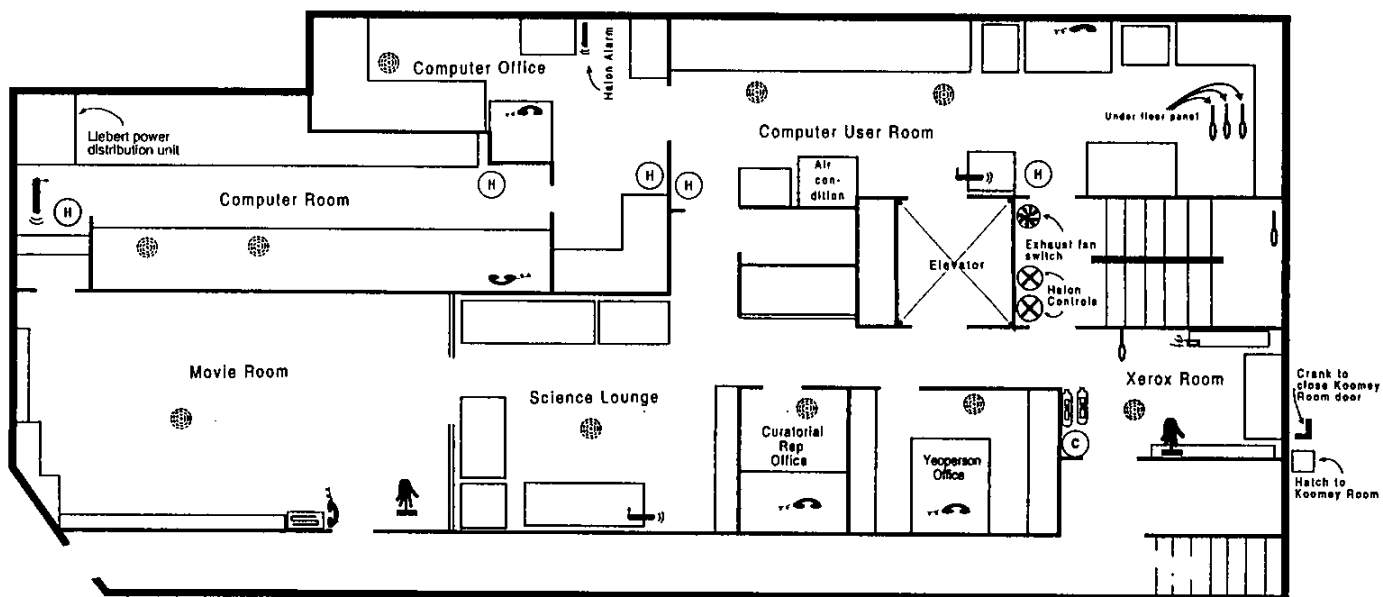 Computer Office
Halon Alarm
Liebert power
distribution unit
Computer User Room
Under floor panel
Air
con-
dition
H
H
H
H
H
Computer Room
Exhaust fan
switch
Elevator
Halon
Controls
Movie Room
Science Lounge
Xerox Room
Crank to
close Koomey
Room door
Curatorial
Rep
Office
C
Yeoperson
Office
Hatch to
Koomey Room